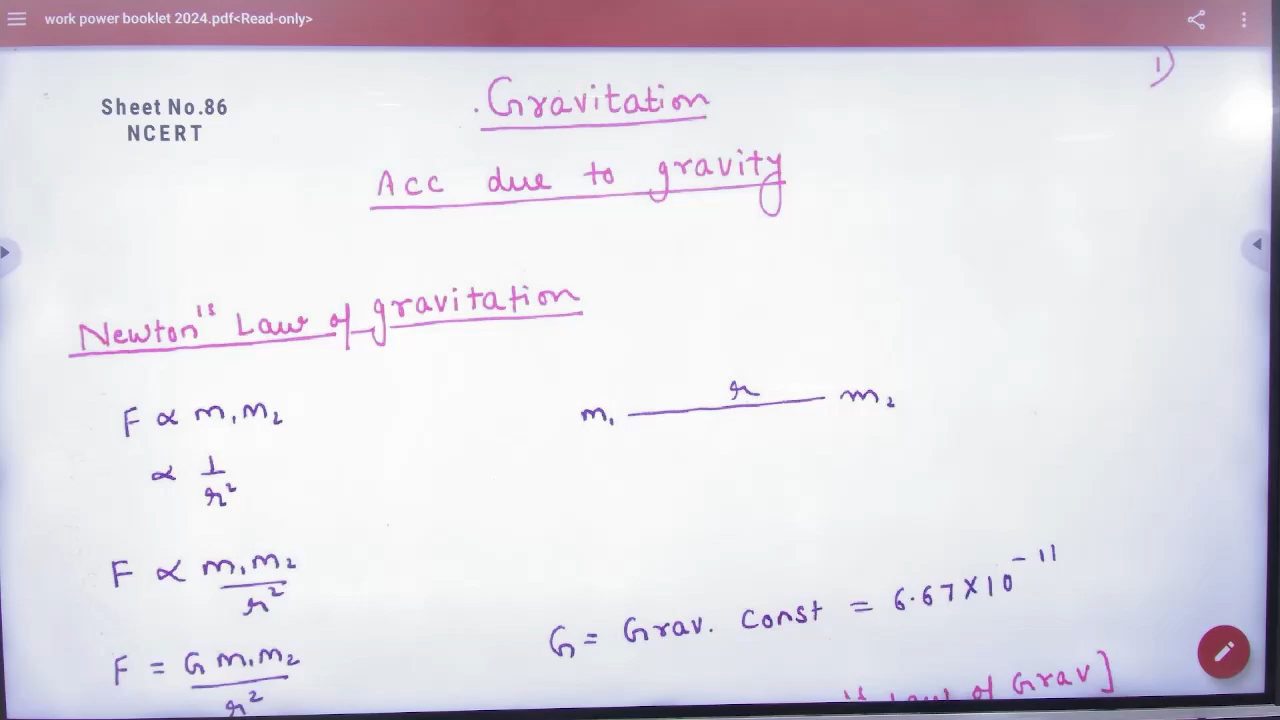 work power booklet 2024.pdf<Read-only>
1)
Sheet No.86
NCERT
Gravitation
Acc due to gravity
Newton's Law of gravitation
F ∝ m₁m₂
m₁ r m₂
∝ 1/r²
F ∝ m₁m₂/r²
G = Grav. const = 6.67×10⁻¹¹
F = G m₁m₂/r²
Law of Grav]